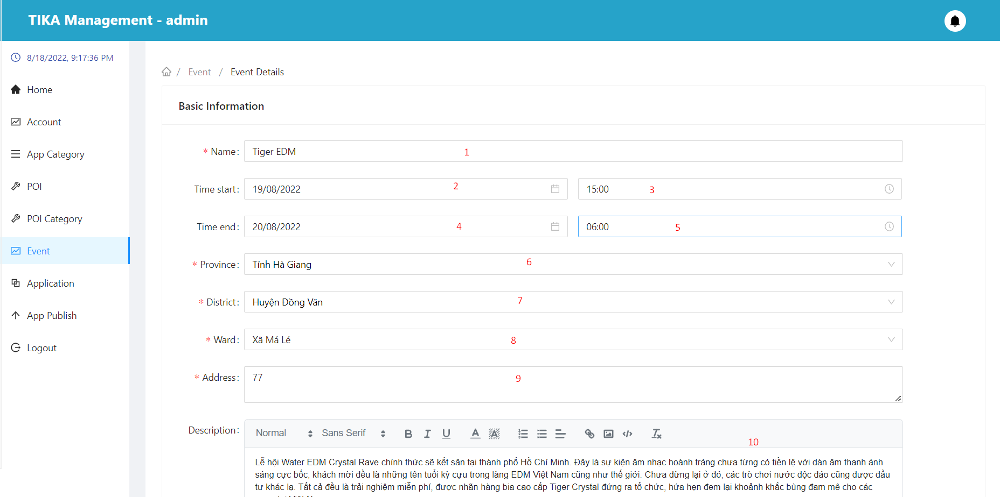 TIKA Management - admin
8/18/2022, 9:17:36 PM
Home
Account
App Category
POI
POI Category
Event
Application
App Publish
Logout
/ Event / Event Details
Basic Information
* Name: Tiger EDM 1
Time start: 19/08/2022 2 15:00 3
Time end: 20/08/2022 4 06:00 5
* Province: Tỉnh Hà Giang 6
* District: Huyện Đồng Văn 7
* Ward: Xã Má Lé 8
* Address: 77 9
Description: Normal Sans Serif B I U A A </> Tx 10
Lễ hội Water EDM Crystal Rave chính thức sẽ kết sân tại thành phố Hồ Chí Minh. Đây là sự kiện âm nhạc hoành tráng chưa từng có tiền lệ với dàn âm thanh ánh
sáng cực bốc, khách mời đều là những tên tuổi kỳ cựu trong làng EDM Việt Nam cũng như thế giới. Chưa dừng lại ở đó, các trò chơi nước độc đáo cũng được đầu
tư khác lạ. Tất cả đều là trải nghiệm miễn phí, được nhãn hàng bia cao cấp Tiger Crystal đứng ra tổ chức, hứa hẹn đem lại khoảnh khắc bùng đam mê cho các